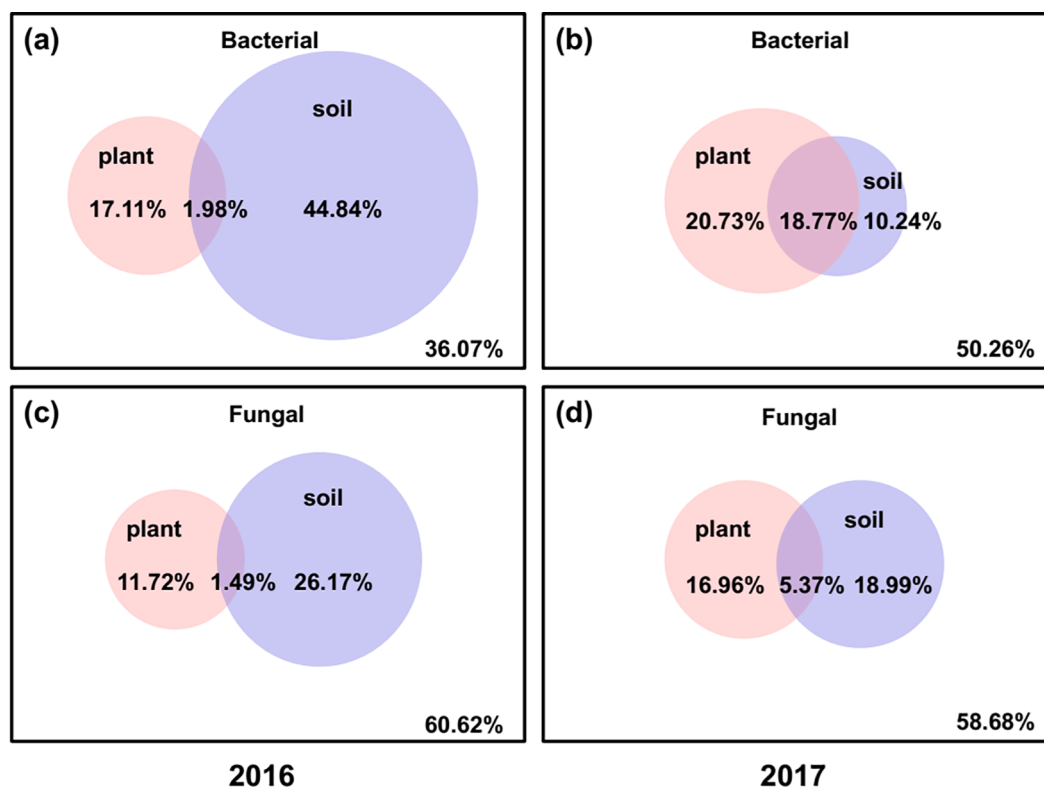 (a)
Bacterial
soil
plant
17.11% 1.98% 44.84%
36.07%
(b)
Bacterial
plant
soil
20.73% 18.77% 10.24%
50.26%
(c)
Fungal
soil
plant
11.72% 1.49% 26.17%
60.62%
(d)
Fungal
soil
plant
16.96% 5.37% 18.99%
58.68%
2016
2017